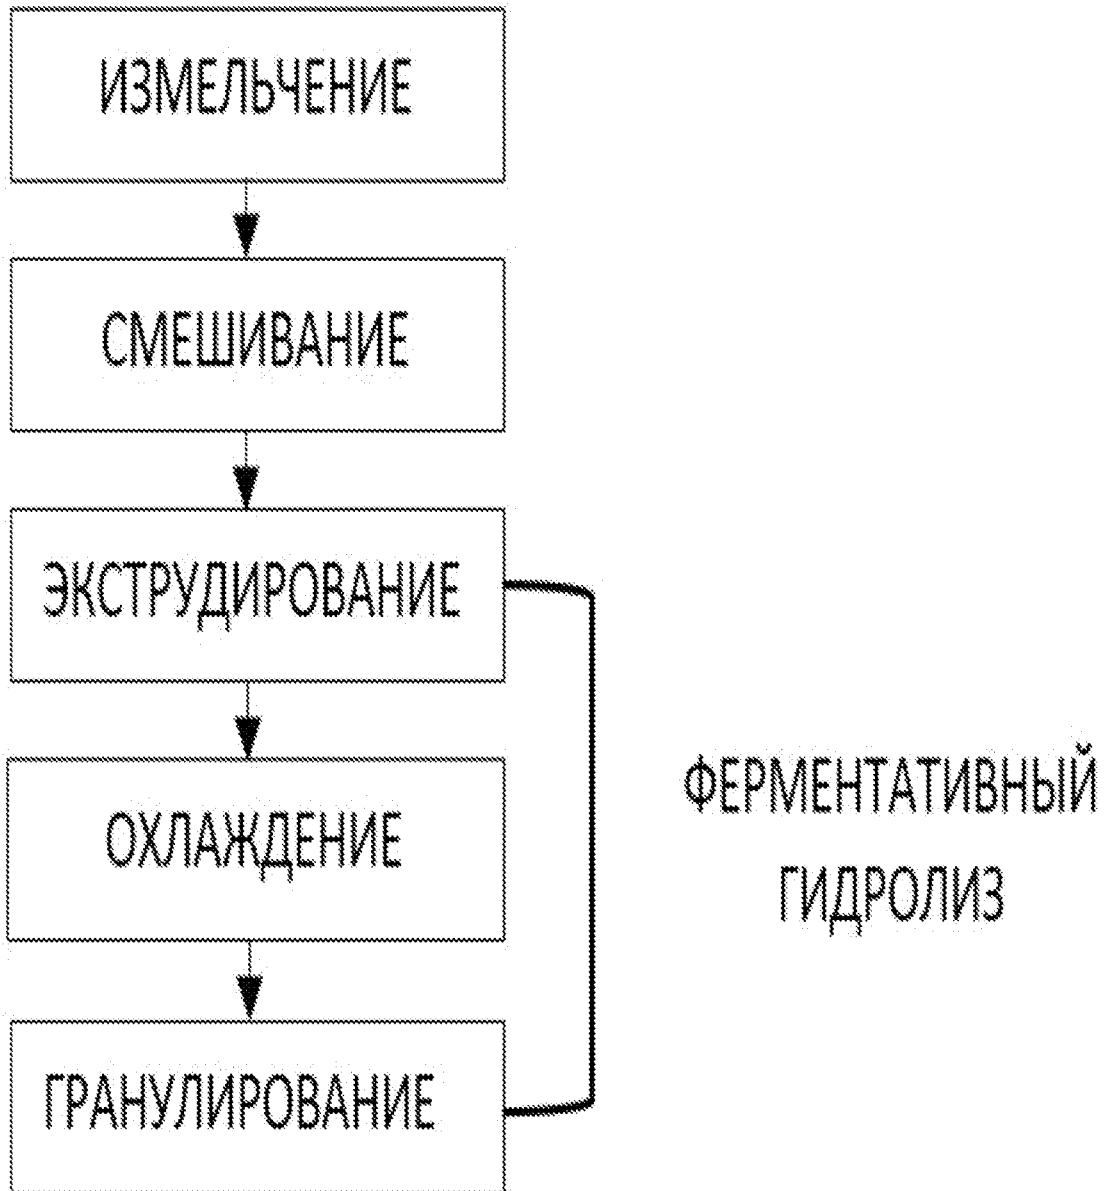 ИЗМЕЛЬЧЕНИЕ
СМЕШИВАНИЕ
ЭКСТРУДИРОВАНИЕ
ОХЛАЖДЕНИЕ
ГРАНУЛИРОВАНИЕ
ФЕРМЕНТАТИВНЫЙ
ГИДРОЛИЗ